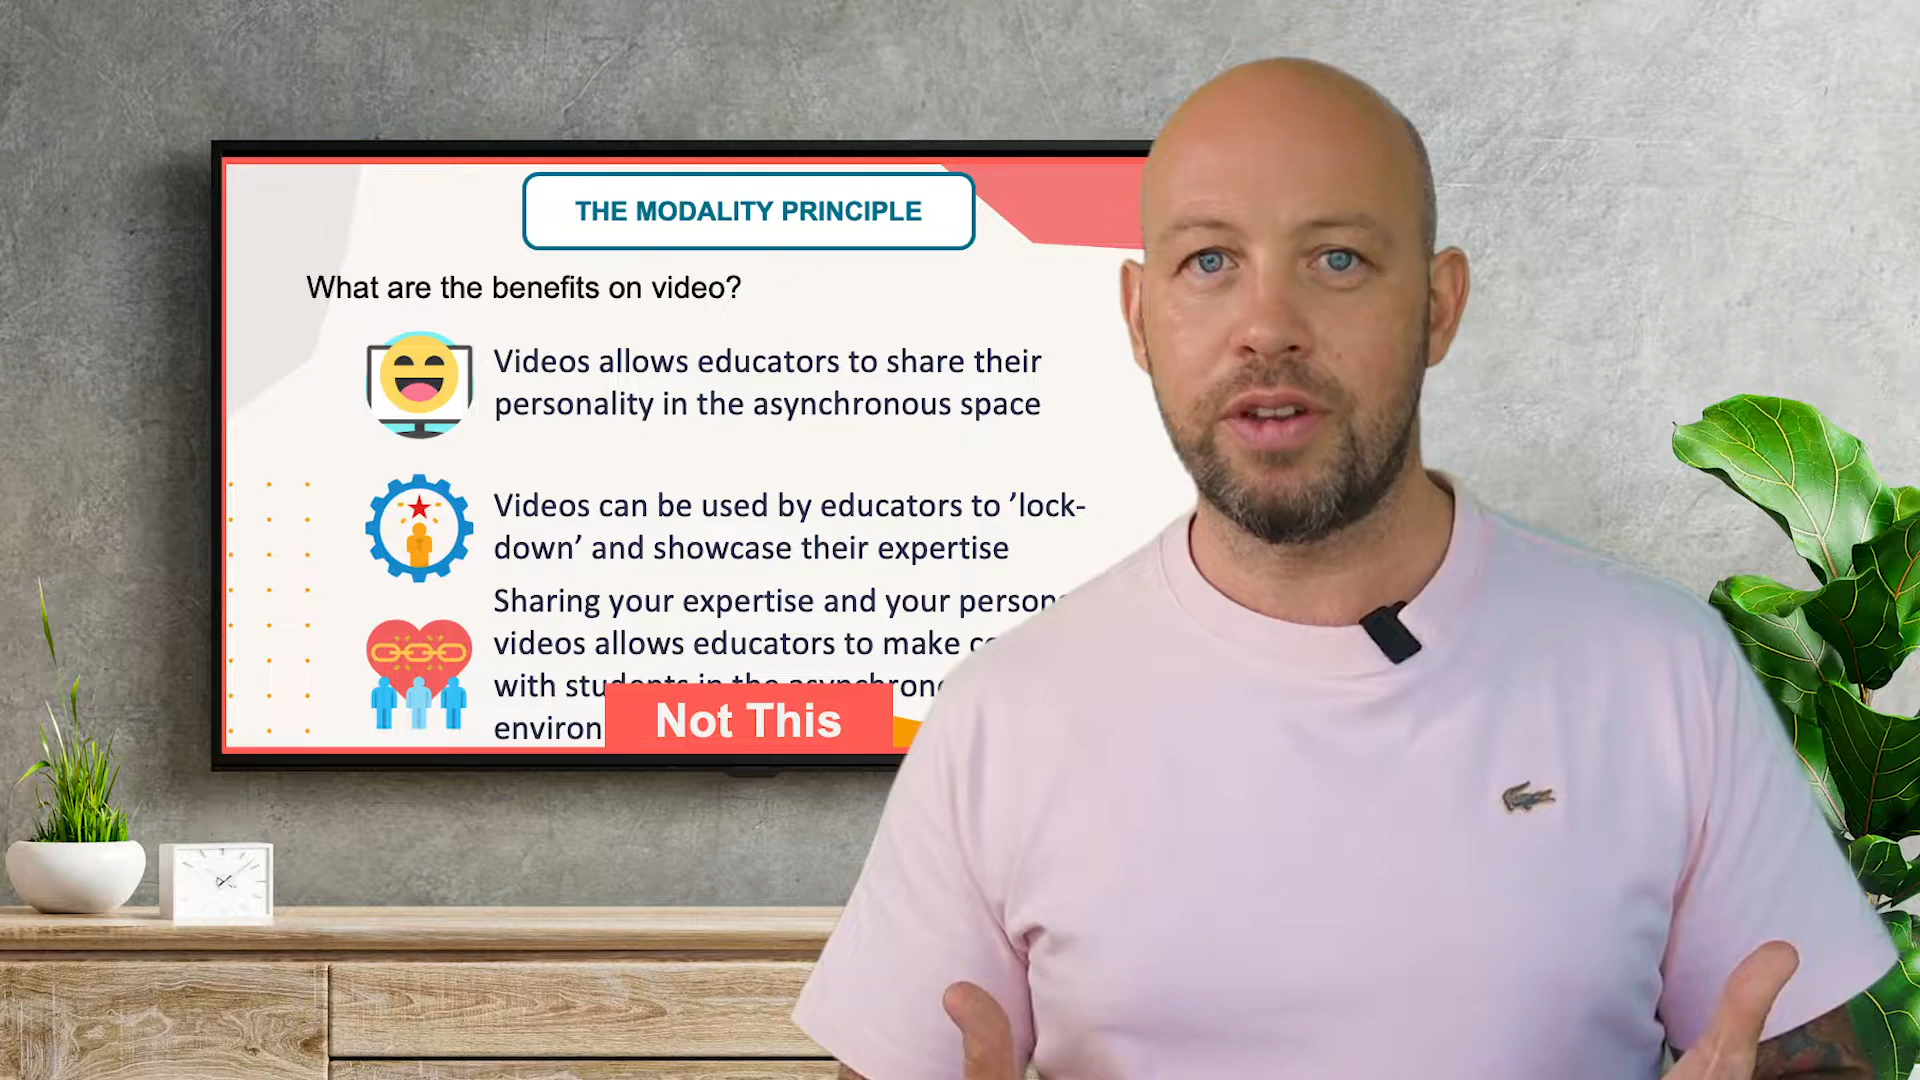 THE MODALITY PRINCIPLE
What are the benefits on video?
Videos allows educators to share their
personality in the asynchronous space
Videos can be used by educators to ’lock-
down’ and showcase their expertise
Sharing your expertise and your
videos allows educators to make
with in the
Not This